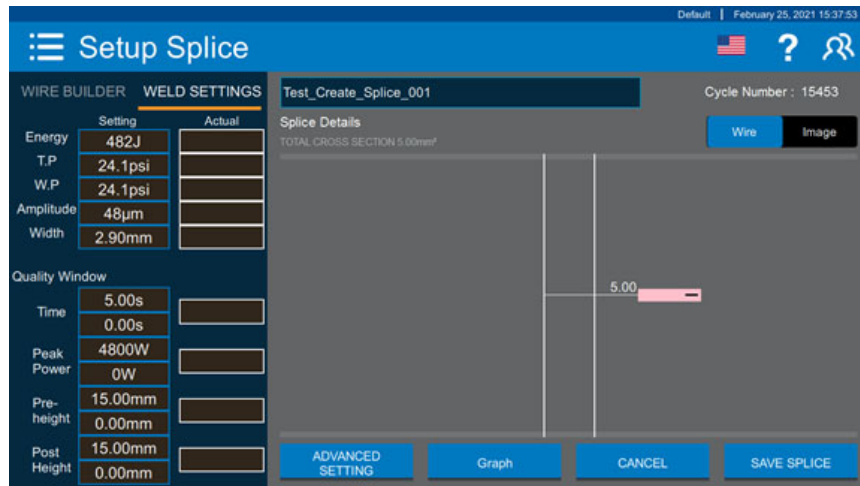 Default | February 25, 2021 15:37:53
Setup Splice
?
WIRE BUILDER WELD SETTINGS
Test_Create_Splice_001
Cycle Number : 15453
Setting Actual
Splice Details
TOTAL CROSS SECTION 5.00mm²
Wire Image
Energy 482J
T.P 24.1psi
W.P 24.1psi
Amplitude 48μm
Width 2.90mm
5.00
Quality Window
Time
5.00s
0.00s
Peak Power
4800W
0W
Pre-
height
15.00mm
0.00mm
Post
Height
15.00mm
0.00mm
ADVANCED
SETTING
Graph
CANCEL
SAVE SPLICE